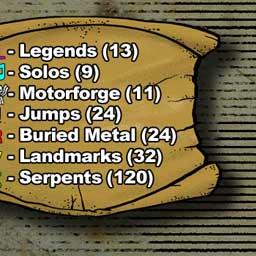 - Legends (13)
- Solos (9)
- Motorforge (11)
- Jumps (24)
- Buried Metal (24)
- Landmarks (32)
- Serpents (120)